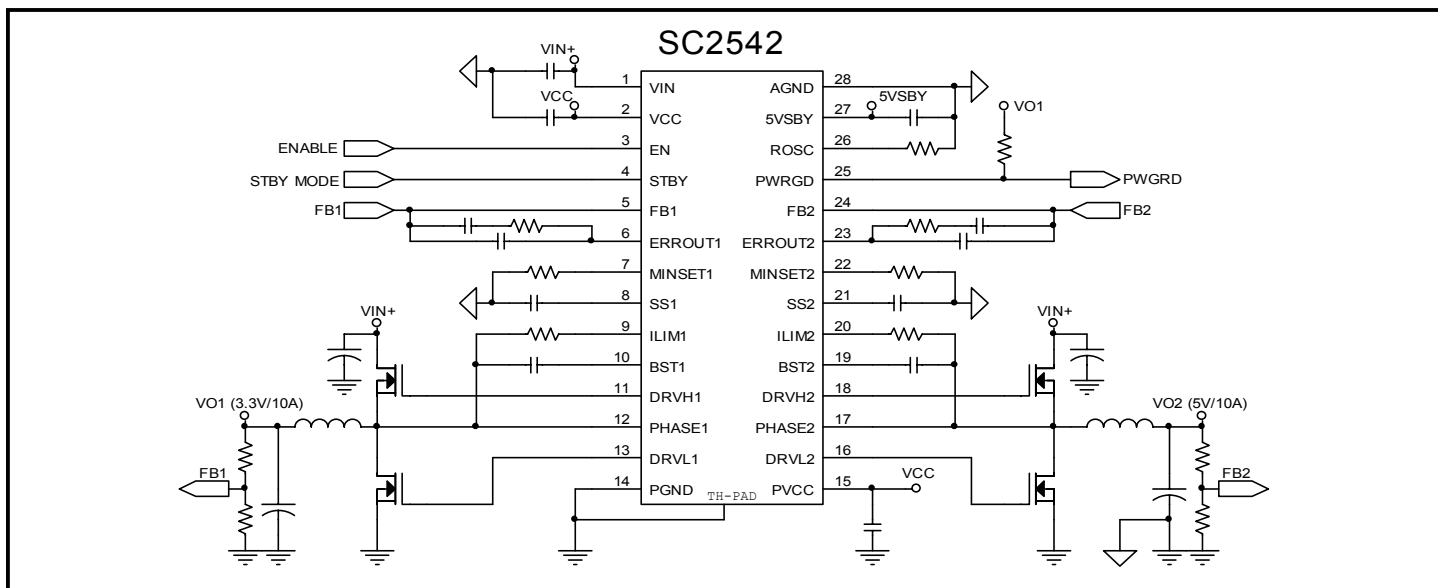 SC2542
VIN+
1 VIN AGND 28
VCC 5VSBY VO1
2 VCC 5VSBY 27
ENABLE 3 EN ROSC 26
STBY MODE 4 STBY PWRGD 25 PWGRD
FB1 5 FB1 FB2 24 FB2
6 ERROUT1 ERROUT2 23
7 MINSET1 MINSET2 22
8 SS1 SS2 21
VIN+ VIN+
9 ILIM1 ILIM2 20
10 BST1 BST2 19
11 DRVH1 DRVH2 18
VO1 (3.3V/10A) VO2 (5V/10A)
12 PHASE1 PHASE2 17
13 DRVL1 DRVL2 16
FB1 VCC FB2
14 PGND TH-PAD PVCC 15